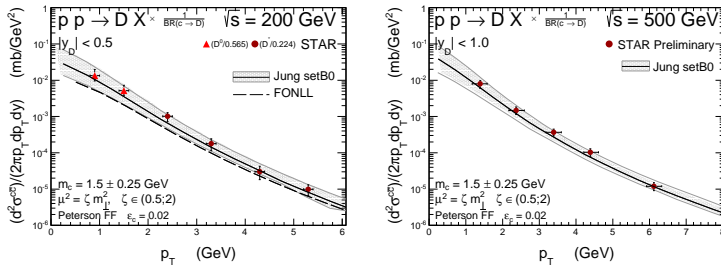 p p → D X × 1/BR(c → D) √s = 200 GeV
|y_D| < 0.5
(D⁰/0.565) (D*/0.224) STAR
Jung setB0
FONLL
m_c = 1.5 ± 0.25 GeV
μ² = ζ m²_⊥, ζ ∈ (0.5;2)
Peterson FF ε_c = 0.02
(d²σ^cc̄)/(2πp_T dp_T dy) (mb/GeV²)
10⁻¹
10⁻²
10⁻³
10⁻⁴
10⁻⁵
10⁻⁶
0 1 2 3 4 5 6
p_T (GeV)
p p → D X × 1/BR(c → D) √s = 500 GeV
|y_D| < 1.0
STAR Preliminary
Jung setB0
m_c = 1.5 ± 0.25 GeV
μ² = ζ m²_⊥, ζ ∈ (0.5;2)
Peterson FF ε_c = 0.02
(d²σ^cc̄)/(2πp_T dp_T dy) (mb/GeV²)
10⁻¹
10⁻²
10⁻³
10⁻⁴
10⁻⁵
10⁻⁶
0 1 2 3 4 5 6 7 8
p_T (GeV)